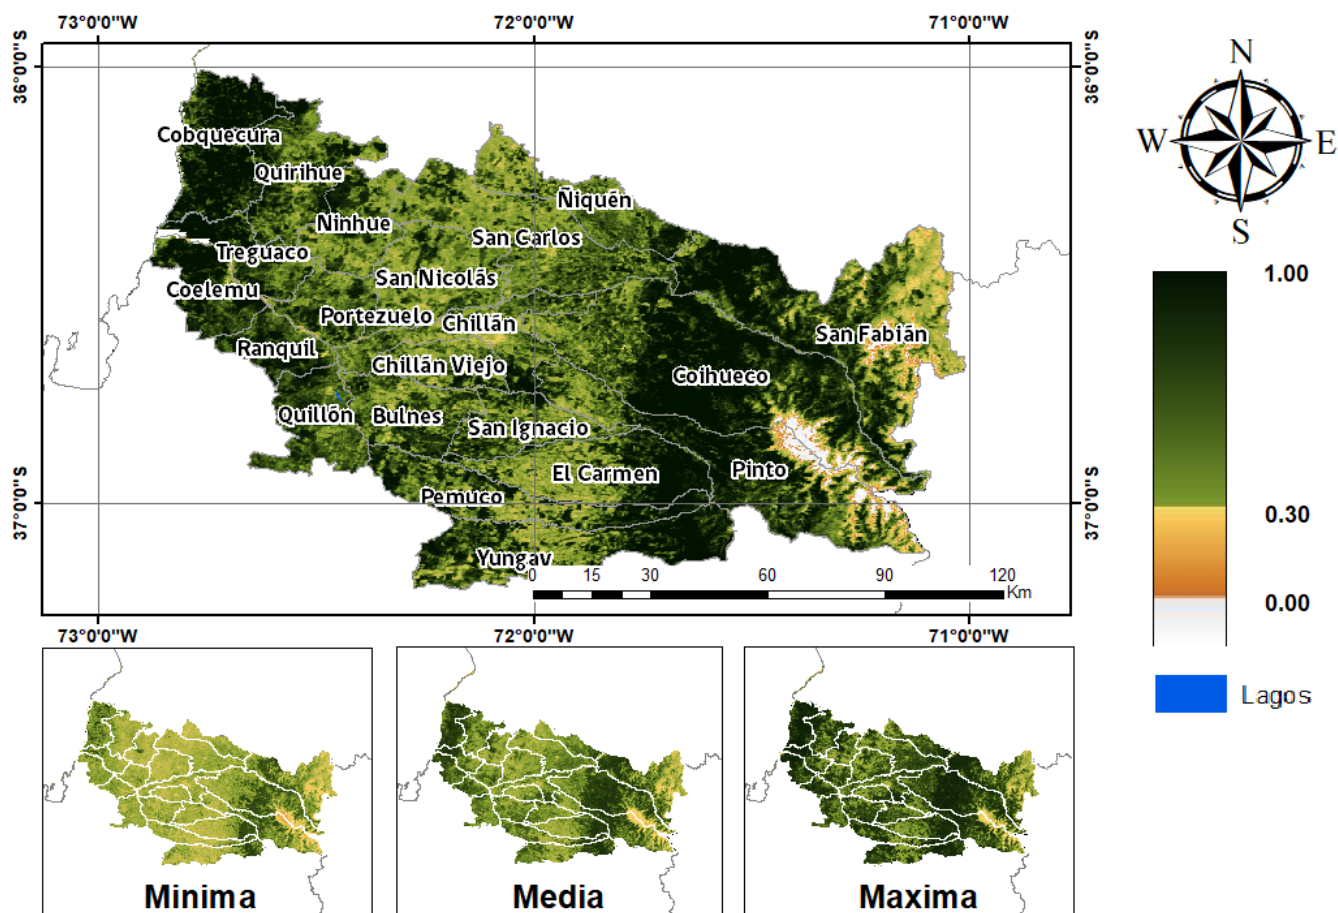 73°0'0"W 72°0'0"W 71°0'0"W
36°0'0"S 36°0'0"S
N
W E
S
Cobquecura
Quirihue
Ñiquén
Ninhue
San Carlos
Treguaco
San Nicolás
Coelemu
1.00
Portezuelo
Chillán
San Fabián
Ranquil
Chillán Viejo
Coihueco
Quillón
Bulnes
San Ignacio
El Carmen
Pinto
Pemuco
37°0'0"S 37°0'0"S
0.30
Yungay
0 15 30 60 90 120
Km
0.00
73°0'0"W 72°0'0"W 71°0'0"W
Lagos
Minima
Media
Maxima